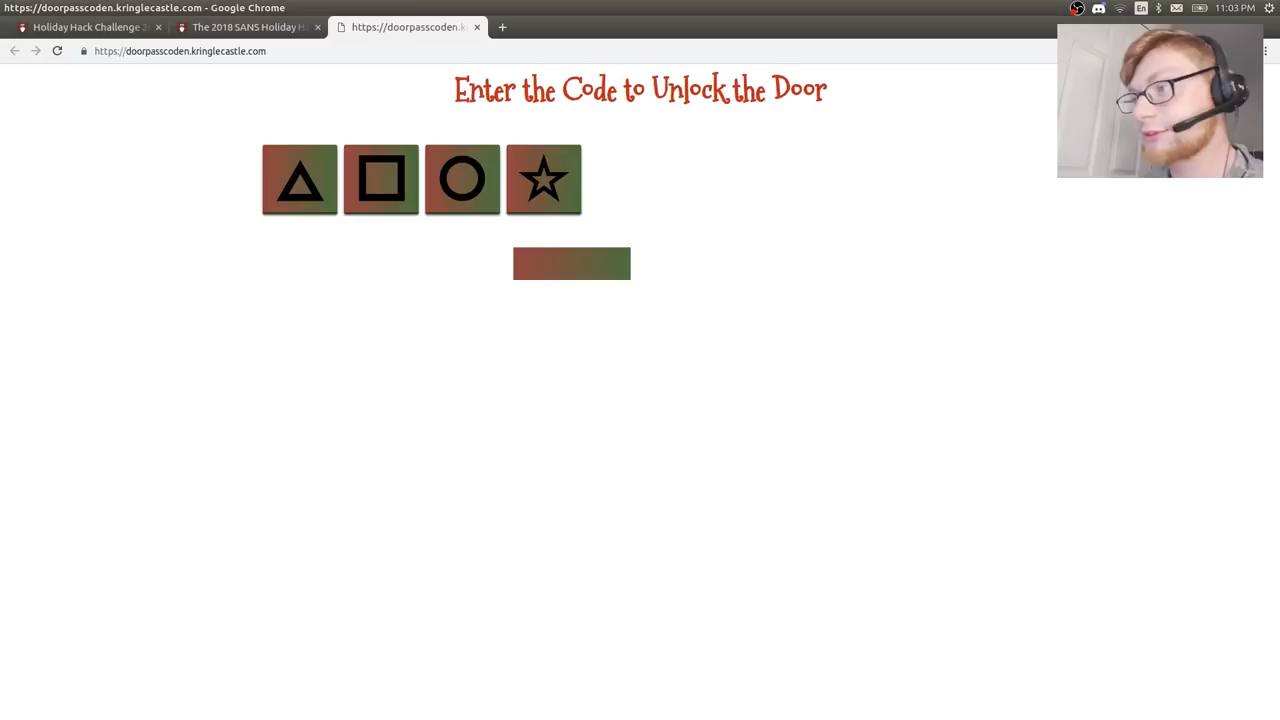 https://doorpasscoden.kringlecastle.com - Google Chrome
En
11:03 PM
Holiday Hack Challenge
The 2018 SANS Holiday H
https://doorpasscoden.k
https://doorpasscoden.kringlecastle.com
Enter the Code to Unlock the Door